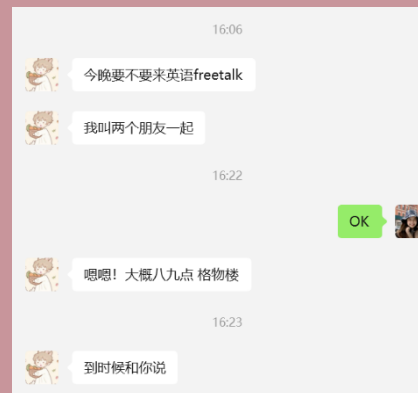 16:06
今晚要不要来英语freetalk
我叫两个朋友一起
16:22
OK
嗯嗯！大概八九点 格物楼
16:23
到时候和你说